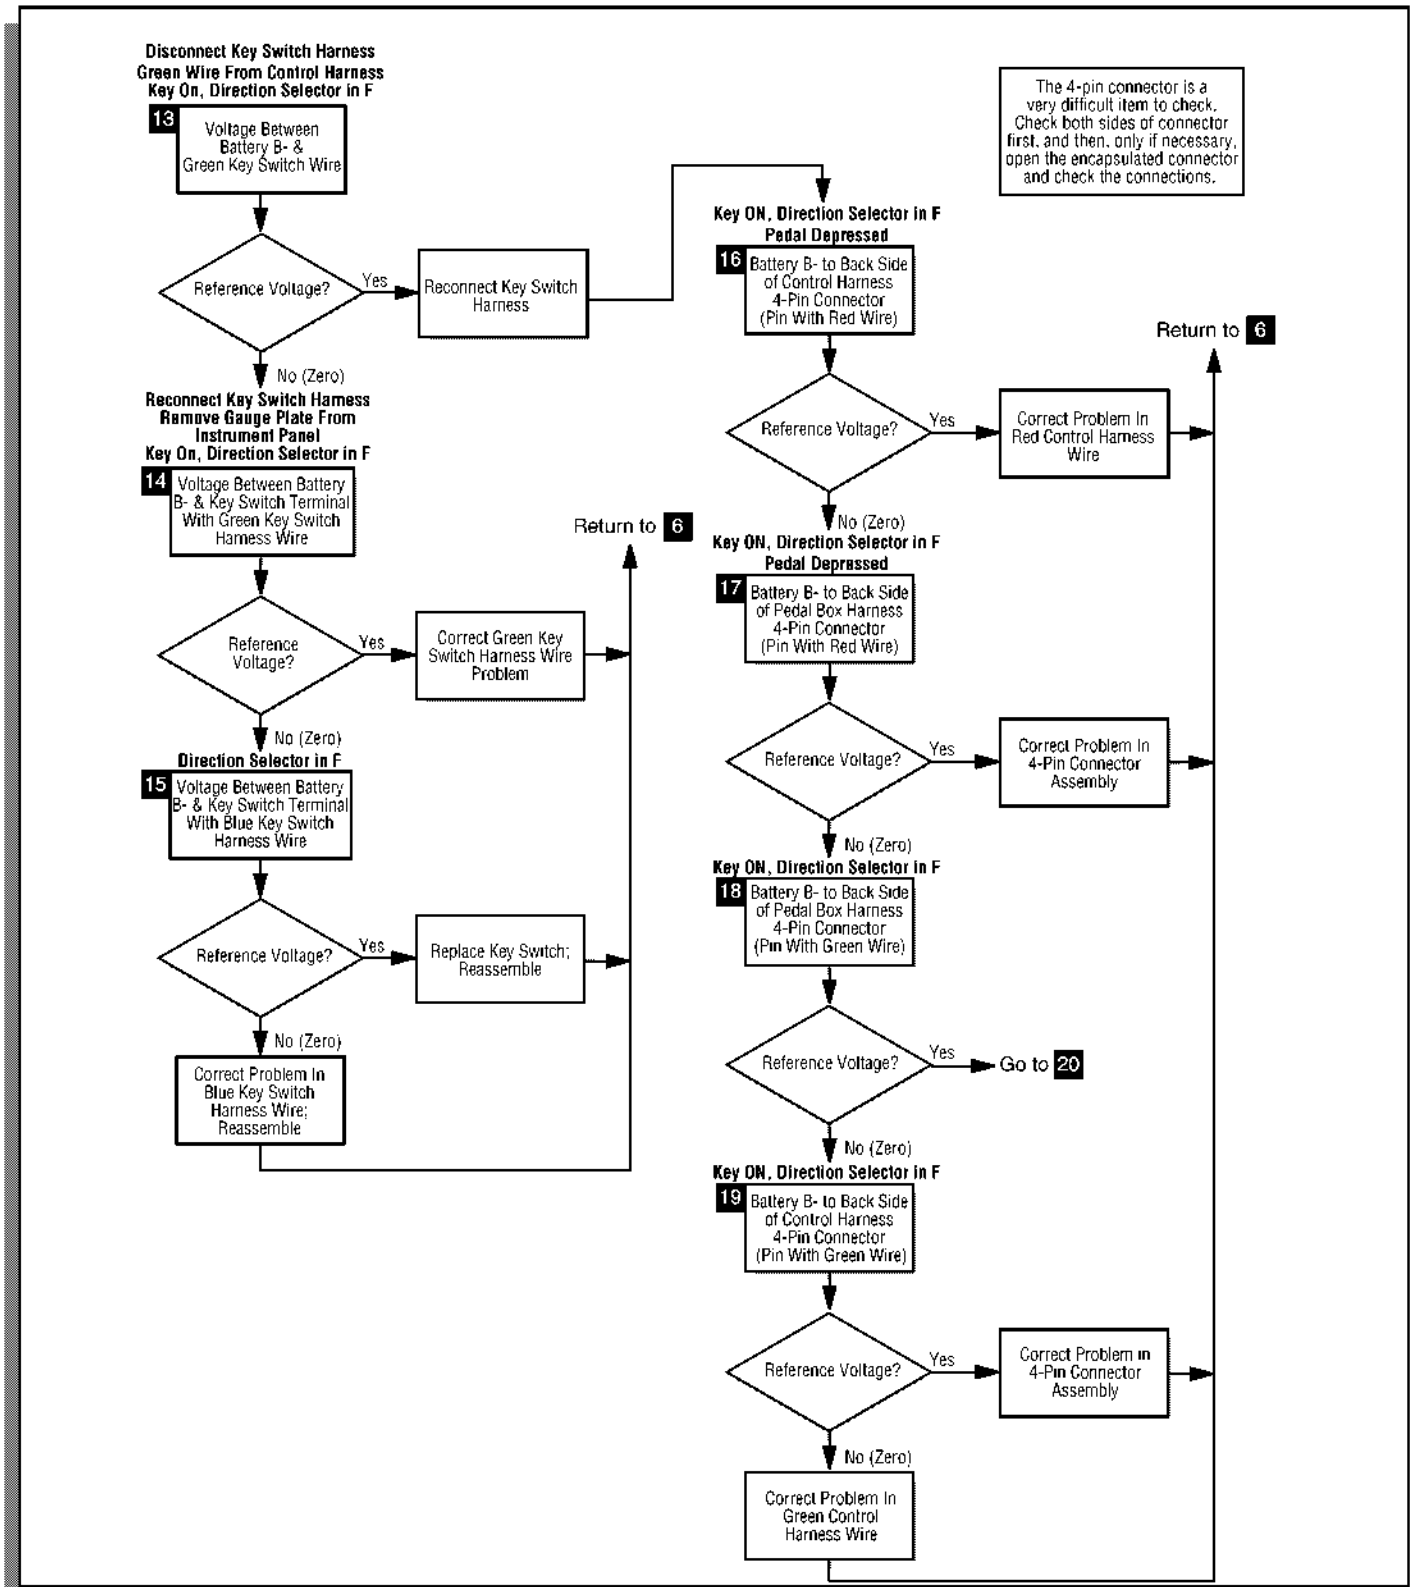 Disconnect Key Switch Harness
Green Wire From Control Harness
Key On, Direction Selector in F
13
Voltage Between
Battery B- &
Green Key Switch Wire
Reference Voltage?
Yes
Reconnect Key Switch
Harness
No (Zero)
Reconnect Key Switch Harness
Remove Gauge Plate From
Instrument Panel
Key On, Direction Selector in F
14
Voltage Between Battery
B- & Key Switch Terminal
With Green Key Switch
Harness Wire
Reference
Voltage?
Yes
Correct Green Key
Switch Harness Wire
Problem
Return to 6
No (Zero)
Direction Selector in F
15
Voltage Between Battery
B- & Key Switch Terminal
With Blue Key Switch
Harness Wire
Reference Voltage?
Yes
Replace Key Switch;
Reassemble
No (Zero)
Correct Problem In
Blue Key Switch
Harness Wire;
Reassemble
The 4-pin connector is a
very difficult item to check.
Check both sides of connector
first, and then, only if necessary,
open the encapsulated connector
and check the connections.
Key ON, Direction Selector in F
Pedal Depressed
16
Battery B- to Back Side
of Control Harness
4-Pin Connector
(Pin With Red Wire)
Reference Voltage?
Yes
Correct Problem In
Red Control Harness
Wire
Return to 6
No (Zero)
Key ON, Direction Selector in F
Pedal Depressed
17
Battery B- to Back Side
of Pedal Box Harness
4-Pin Connector
(Pin With Red Wire)
Reference Voltage?
Yes
Correct Problem In
4-Pin Connector
Assembly
No (Zero)
Key ON, Direction Selector in F
18
Battery B- to Back Side
of Pedal Box Harness
4-Pin Connector
(Pin With Green Wire)
Reference Voltage?
Yes
Go to 20
No (Zero)
Key ON, Direction Selector in F
19
Battery B- to Back Side
of Control Harness
4-Pin Connector
(Pin With Green Wire)
Reference Voltage?
Yes
Correct Problem in
4-Pin Connector
Assembly
No (Zero)
Correct Problem In
Green Control
Harness Wire